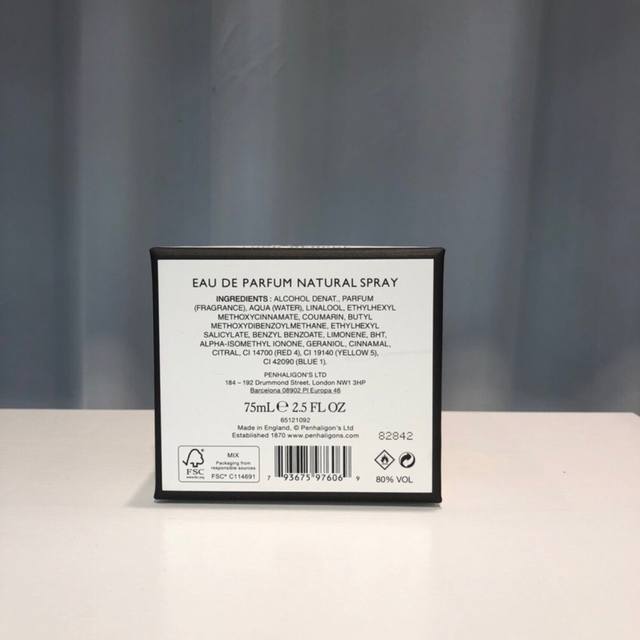 EAU DE PARFUM NATURAL SPRAY
INGREDIENTS : ALCOHOL DENAT., PARFUM
(FRAGRANCE), AQUA (WATER), LINALOOL, ETHYLHEXYL
METHOXYCINNAMATE, COUMARIN, BUTYL
METHOXYDIBENZOYLMETHANE, ETHYLHEXYL
SALICYLATE, BENZYL BENZOATE, LIMONENE, BHT,
ALPHA-ISOMETHYL IONONE, GERANIOL, CINNAMAL,
CITRAL, CI 14700 (RED 4), CI 19140 (YELLOW 5),
CI 42090 (BLUE 1).
PENHALIGON'S LTD
184 – 192 Drummond Street, London NW1 3HP
Barcelona 08902 PI Europa 46
75mL ℮ 2.5 FL OZ
65121092
Made in England, © Penhaligon's Ltd
Established 1870 www.penhaligons.com
82842
FSC
MIX
Packaging from
responsible sources
FSC® C114691
7 93675 97606 9
80% VOL